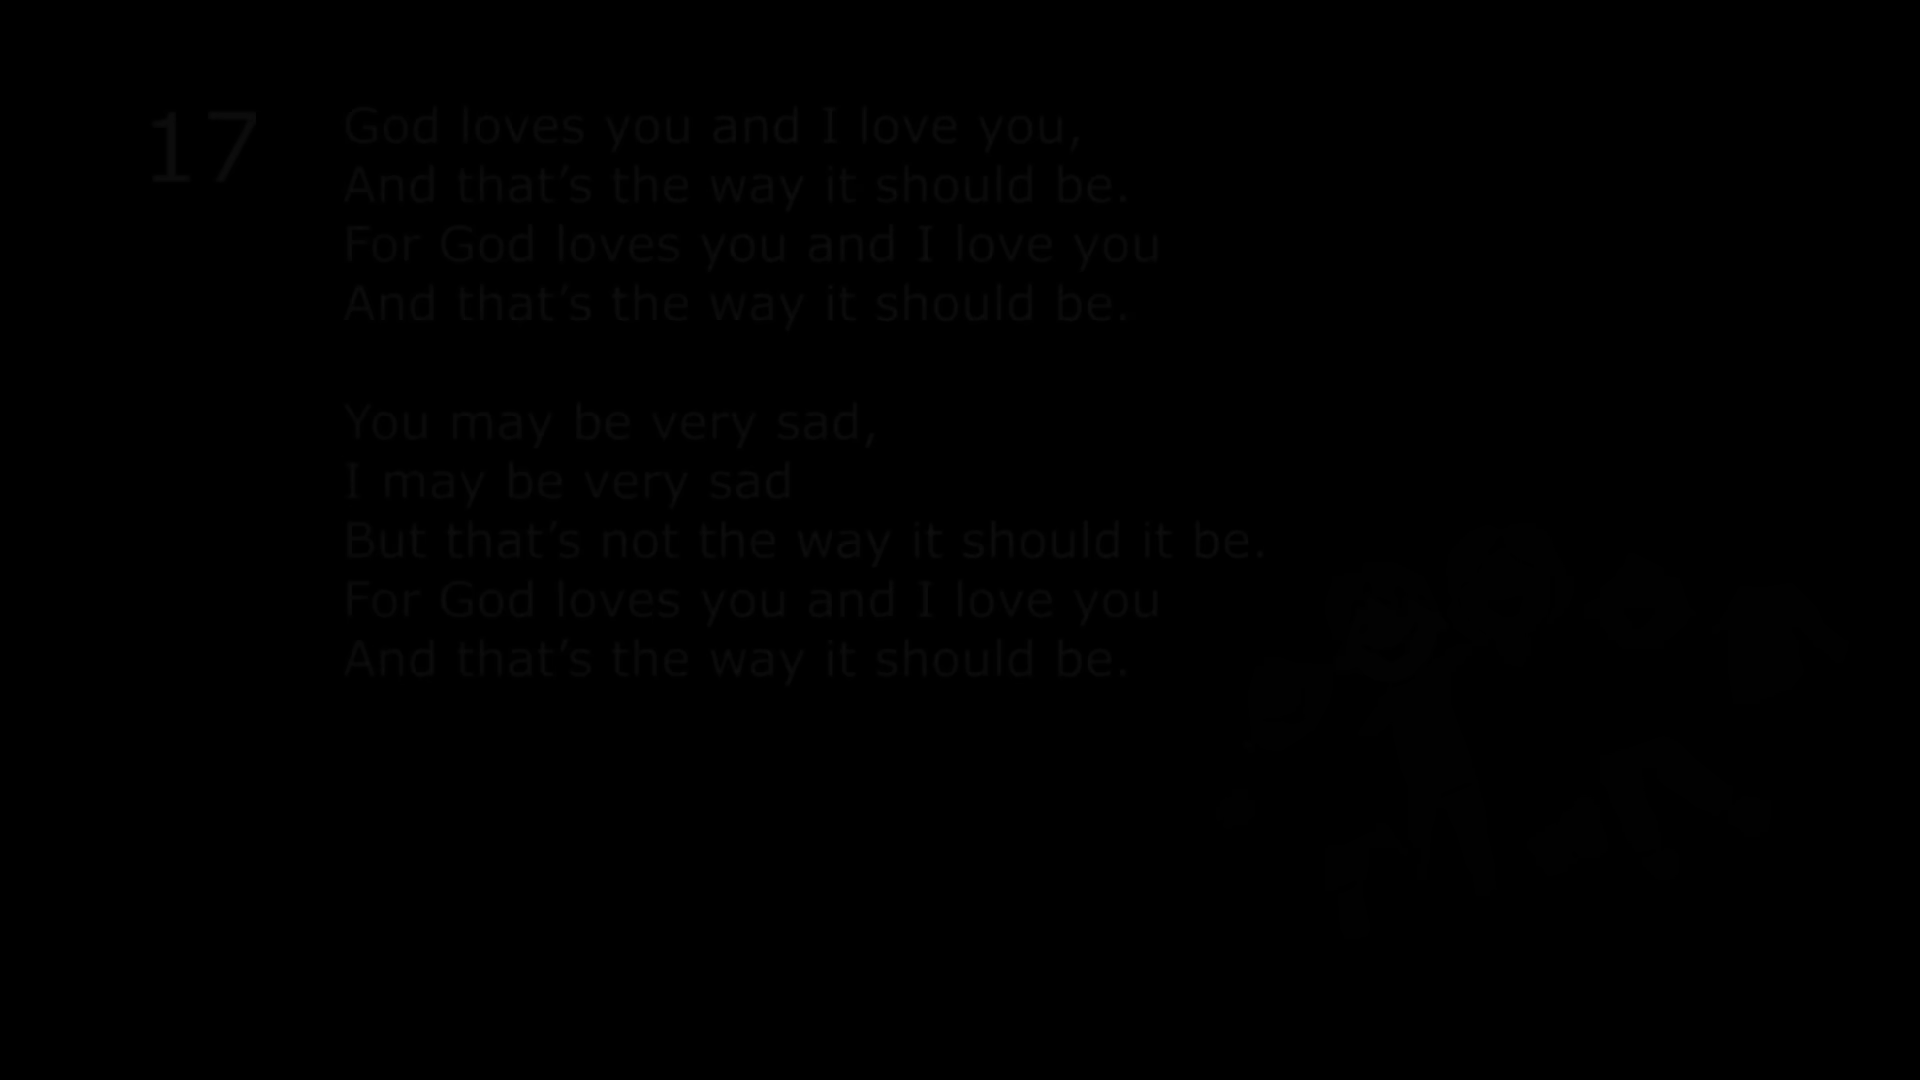 17
God loves you and I love you,
And that’s the way it should be.
For God loves you and I love you
And that’s the way it should be.
You may be very sad,
I may be very sad
But that’s not the way it should it be.
For God loves you and I love you
And that’s the way it should be.